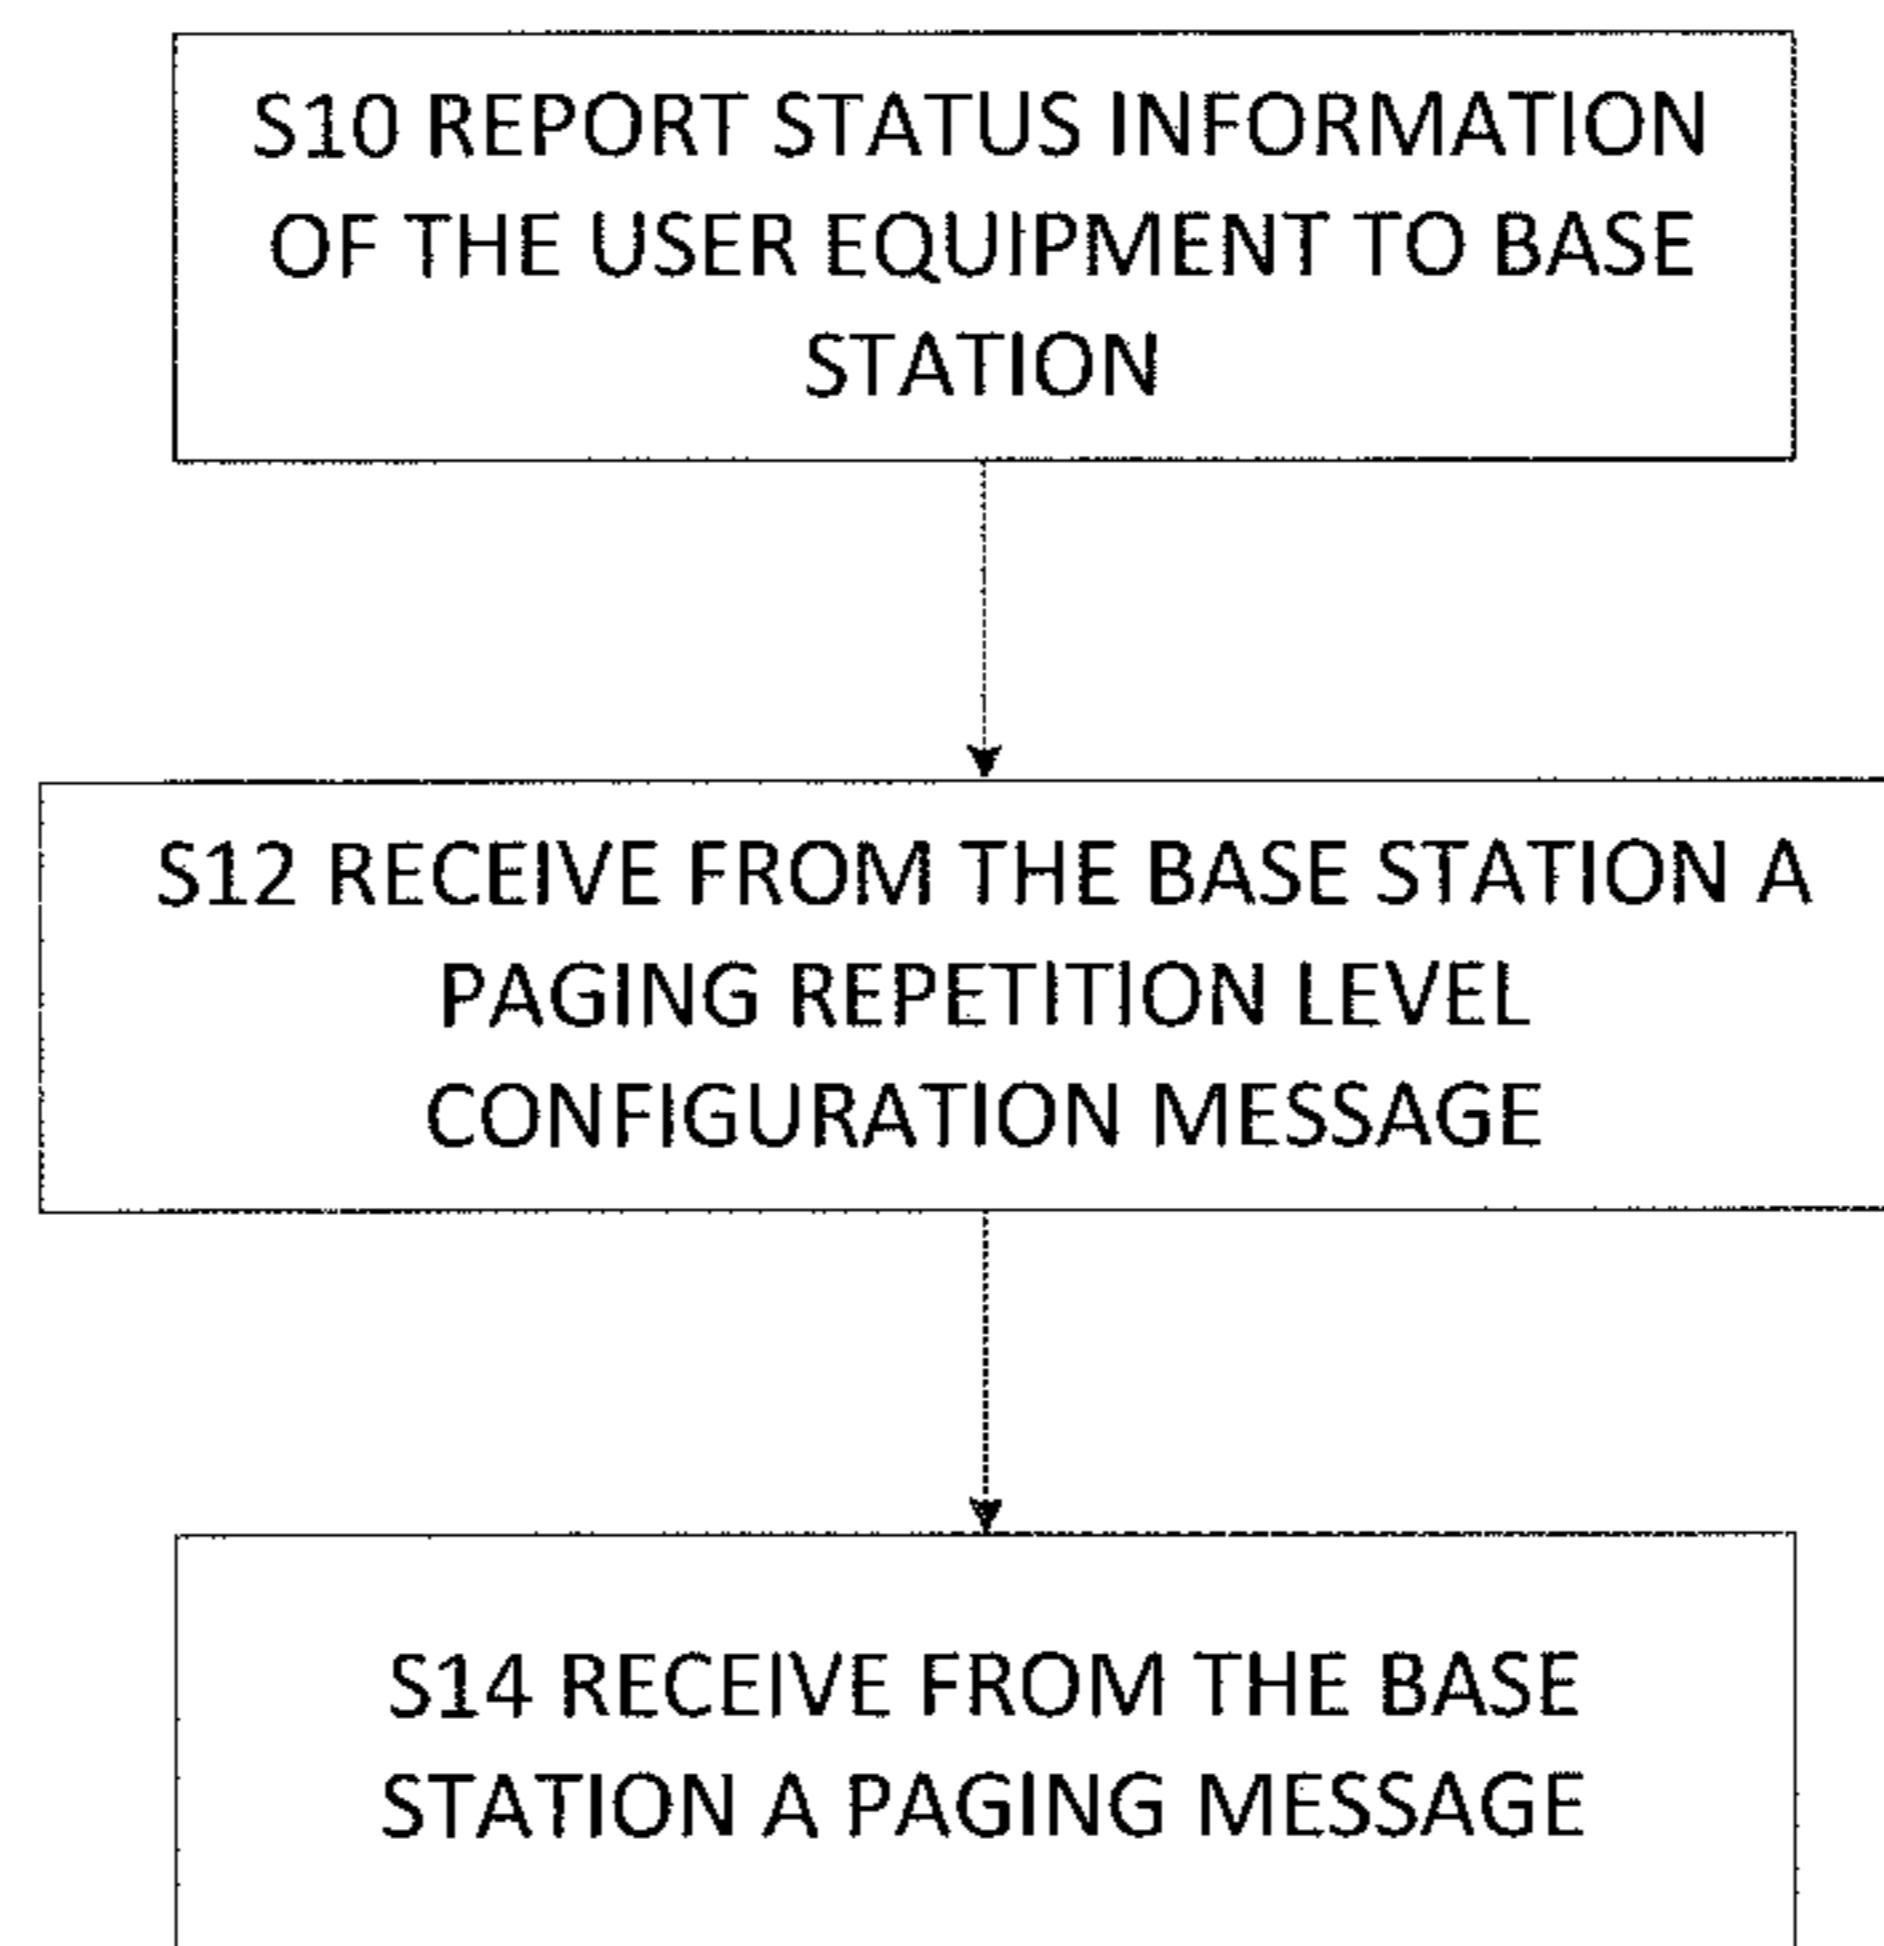 S10 REPORT STATUS INFORMATION
OF THE USER EQUIPMENT TO BASE
STATION
S12 RECEIVE FROM THE BASE STATION A
PAGING REPETITION LEVEL
CONFIGURATION MESSAGE
S14 RECEIVE FROM THE BASE
STATION A PAGING MESSAGE